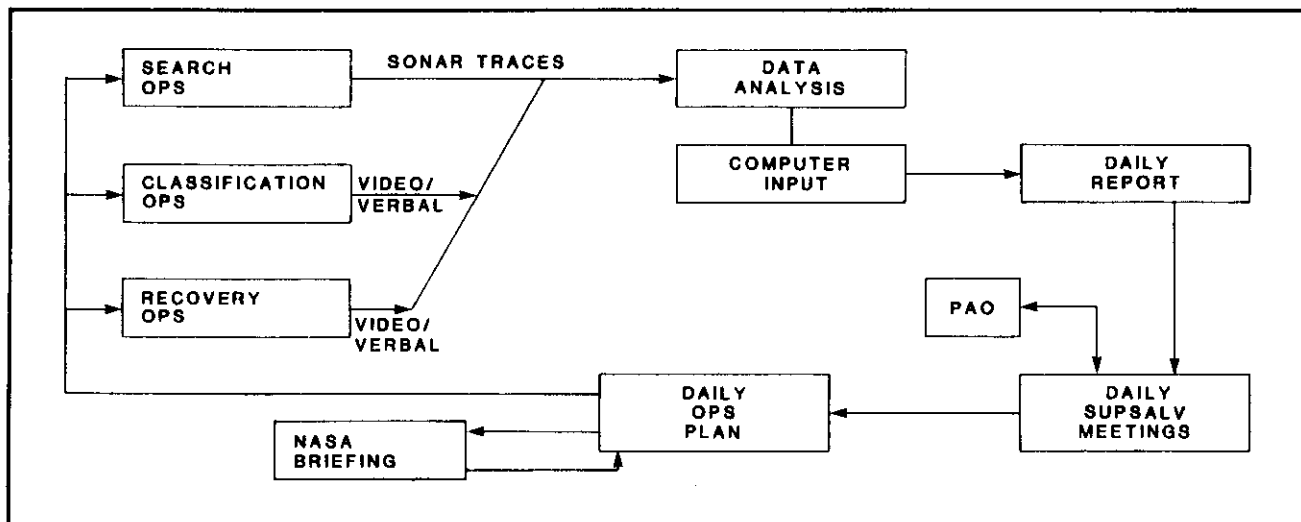 SEARCH
OPS
SONAR TRACES
DATA
ANALYSIS
CLASSIFICATION
OPS
VIDEO/
VERBAL
COMPUTER
INPUT
DAILY
REPORT
RECOVERY
OPS
VIDEO/
VERBAL
PAO
DAILY
OPS
PLAN
DAILY
SUPSALV
MEETINGS
NASA
BRIEFING